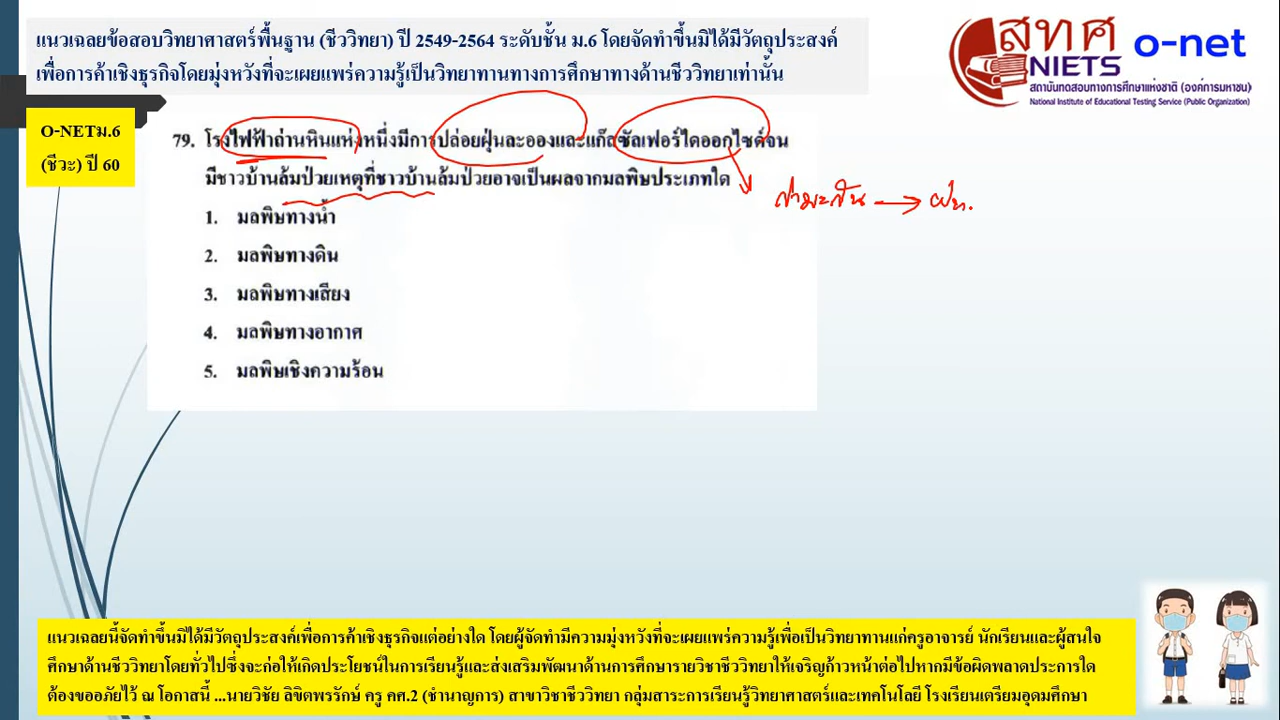 แนวเฉลยข้อสอบวิทยาศาสตร์พื้นฐาน (ชีววิทยา) ปี 2549-2564 ระดับชั้น ม.6 โดยจัดทำขึ้นมิได้มีวัตถุประสงค์
เพื่อการค้าเชิงธุรกิจโดยมุ่งหวังที่จะเผยแพร่ความรู้เป็นวิทยาทานทางการศึกษาทางด้านชีววิทยาเท่านั้น
สทศ
NIETS
o-net
สถาบันทดสอบทางการศึกษาแห่งชาติ (องค์การมหาชน)
National Institute of Educational Testing Service (Public Organization)
O-NETม.6
(ชีวะ) ปี 60
79. โรงไฟฟ้าถ่านหินแห่งหนึ่งมีการปล่อยฝุ่นละอองและแก๊สซัลเฟอร์ไดออกไซด์จน
มีชาวบ้านล้มป่วยเหตุที่ชาวบ้านล้มป่วยอาจเป็นผลจากมลพิษประเภทใด
1. มลพิษทางน้ำ
2. มลพิษทางดิน
3. มลพิษทางเสียง
4. มลพิษทางอากาศ
5. มลพิษเชิงความร้อน
แนวเฉลยนี้จัดทำขึ้นมิได้มีวัตถุประสงค์เพื่อการค้าเชิงธุรกิจแต่อย่างใด โดยผู้จัดทำมีความมุ่งหวังที่จะเผยแพร่ความรู้เพื่อเป็นวิทยาทานแก่ครูอาจารย์ นักเรียนและผู้สนใจ
ศึกษาด้านชีววิทยาโดยทั่วไปซึ่งจะก่อให้เกิดประโยชน์ในการเรียนรู้และส่งเสริมพัฒนาด้านการศึกษารายวิชาชีววิทยาให้เจริญก้าวหน้าต่อไปหากมีข้อผิดพลาดประการใด
ต้องขออภัยไว้ ณ โอกาสนี้ ...นายวิชัย ลิขิตพรรักษ์ ครู คศ.2 (ชำนาญการ) สาขาวิชาชีววิทยา กลุ่มสาระการเรียนรู้วิทยาศาสตร์และเทคโนโลยี โรงเรียนเตรียมอุดมศึกษา